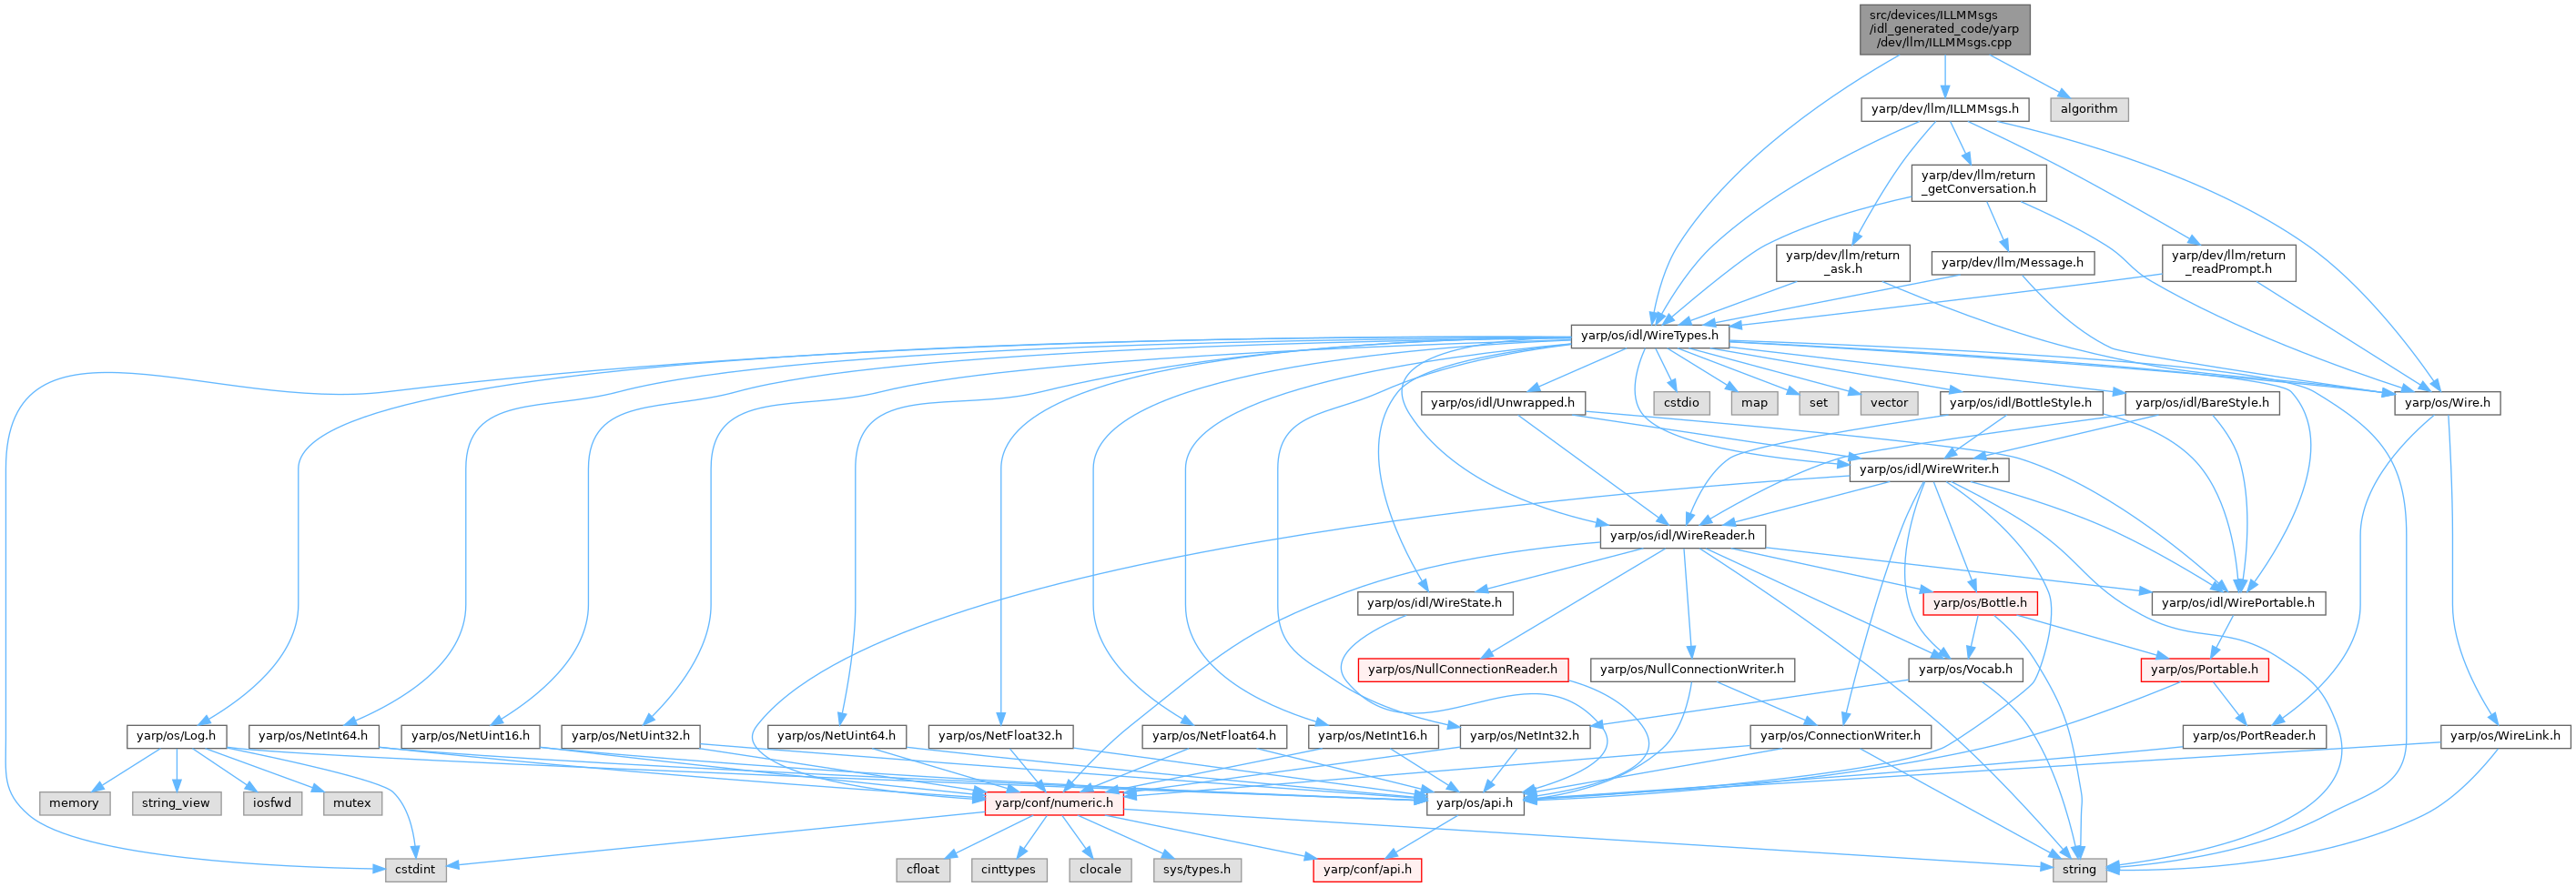 src/devices/ILLMMsgs
/idl_generated_code/yarp
/dev/llm/ILLMMsgs.cpp
yarp/dev/llm/ILLMMsgs.h
algorithm
yarp/dev/llm/return
_getConversation.h
yarp/dev/llm/return
_ask.h
yarp/dev/llm/Message.h
yarp/dev/llm/return
_readPrompt.h
yarp/os/idl/WireTypes.h
yarp/os/idl/Unwrapped.h
cstdio
map
set
vector
yarp/os/idl/BottleStyle.h
yarp/os/idl/BareStyle.h
yarp/os/Wire.h
yarp/os/idl/WireWriter.h
yarp/os/idl/WireReader.h
yarp/os/idl/WireState.h
yarp/os/Bottle.h
yarp/os/idl/WirePortable.h
yarp/os/NullConnectionReader.h
yarp/os/NullConnectionWriter.h
yarp/os/Vocab.h
yarp/os/Portable.h
yarp/os/Log.h
yarp/os/NetInt64.h
yarp/os/NetUint16.h
yarp/os/NetUint32.h
yarp/os/NetUint64.h
yarp/os/NetFloat32.h
yarp/os/NetFloat64.h
yarp/os/NetInt16.h
yarp/os/NetInt32.h
yarp/os/ConnectionWriter.h
yarp/os/PortReader.h
yarp/os/WireLink.h
memory
string_view
iosfwd
mutex
yarp/conf/numeric.h
yarp/os/api.h
cstdint
cfloat
cinttypes
clocale
sys/types.h
yarp/conf/api.h
string